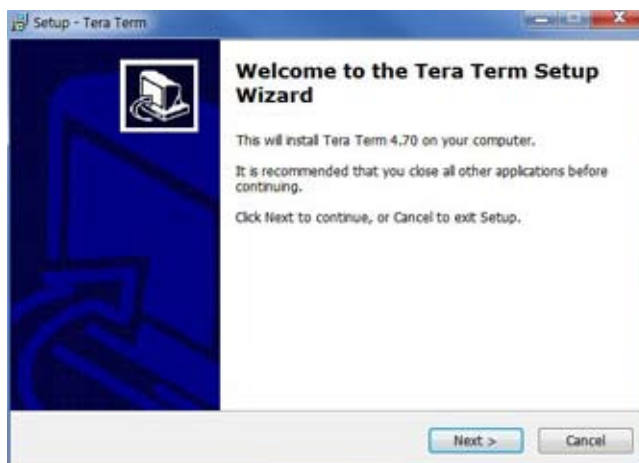 Setup - Tera Term
Welcome to the Tera Term Setup
Wizard
This will install Tera Term 4.70 on your computer.
It is recommended that you close all other applications before
continuing.
Click Next to continue, or Cancel to exit Setup.
Next >
Cancel